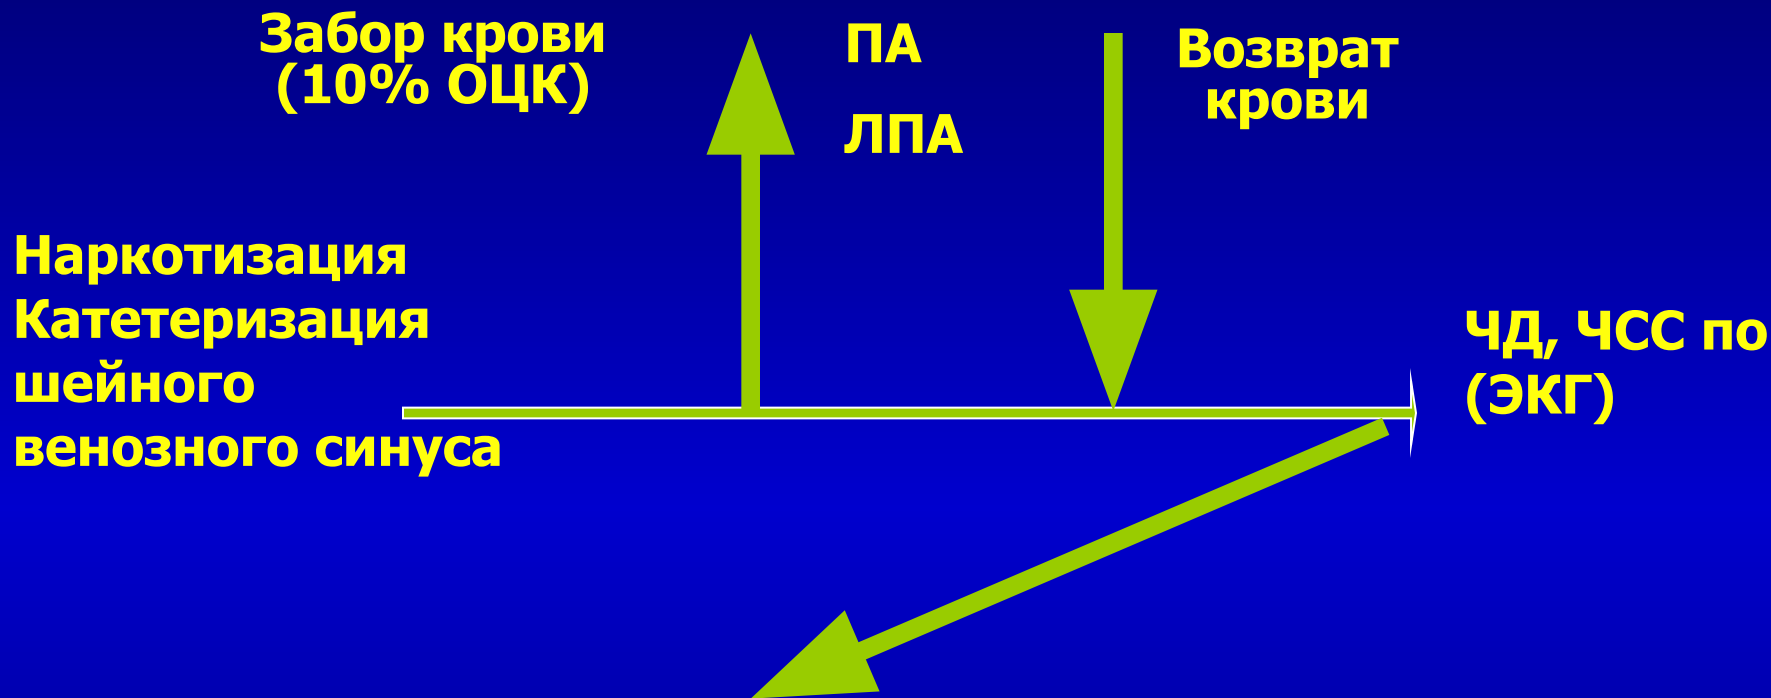 Забор крови
(10% ОЦК)
ПА
ЛПА
Возврат
крови
Наркотизация
Катетеризация
шейного
венозного синуса
ЧД, ЧСС по
(ЭКГ)